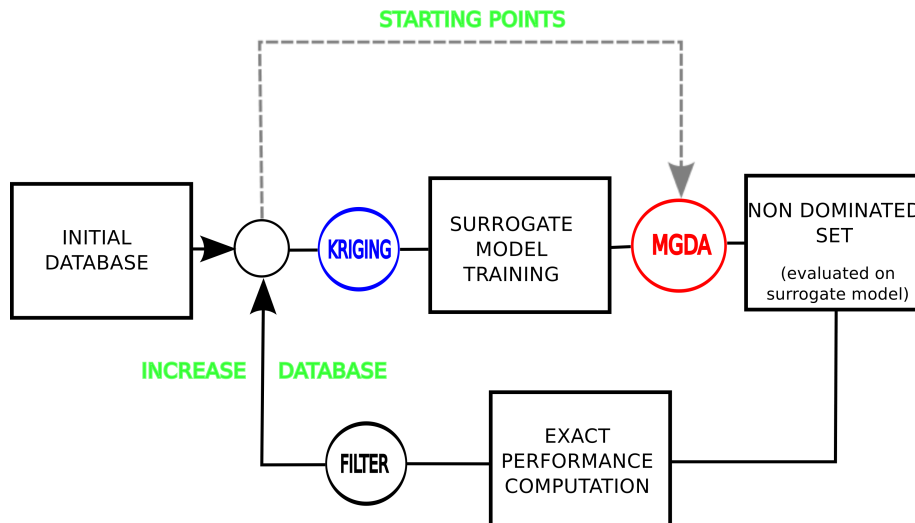 STARTING POINTS
INITIAL
DATABASE
KRIGING
SURROGATE
MODEL
TRAINING
MGDA
NON DOMINATED
SET
(evaluated on
surrogate model)
INCREASE DATABASE
FILTER
EXACT
PERFORMANCE
COMPUTATION